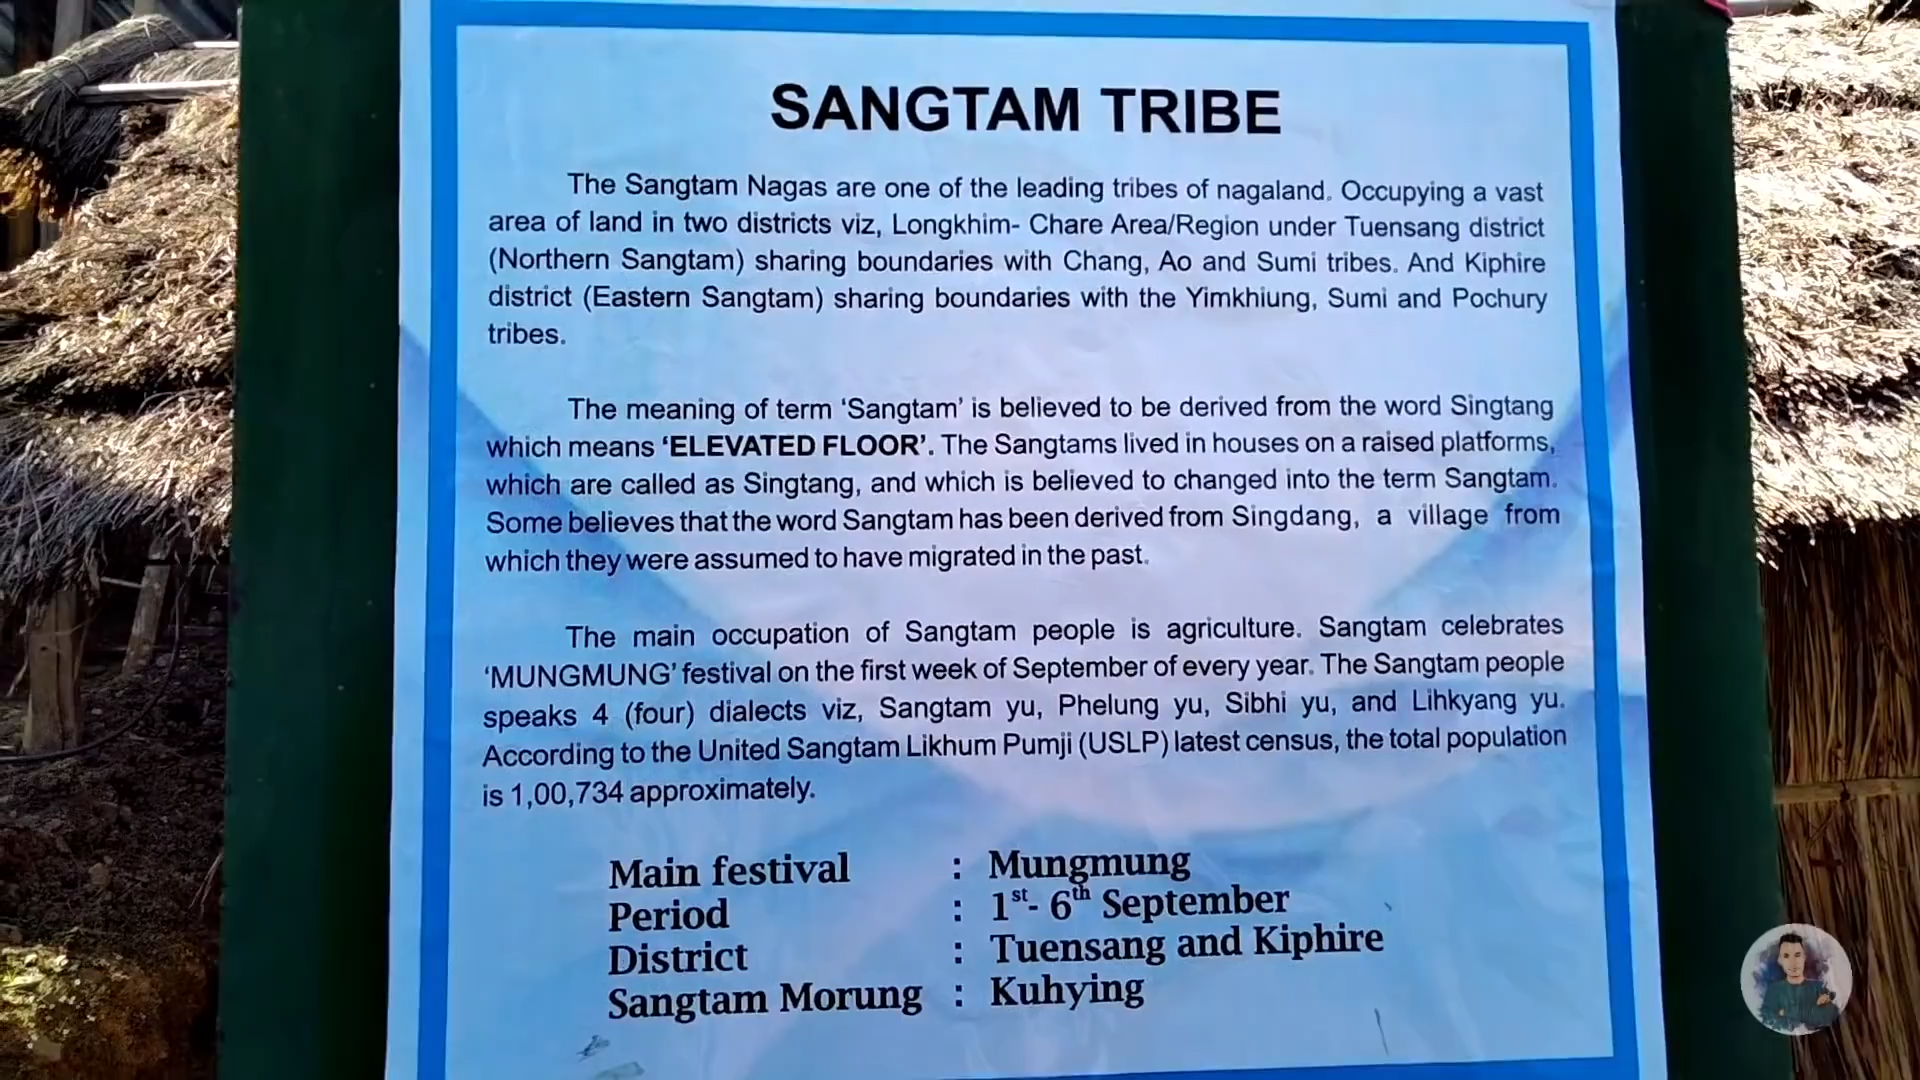 SANGTAM TRIBE
The Sangtam Nagas are one of the leading tribes of nagaland. Occupying a vast
area of land in two districts viz, Longkhim- Chare Area/Region under Tuensang district
(Northern Sangtam) sharing boundaries with Chang, Ao and Sumi tribes. And Kiphire
district (Eastern Sangtam) sharing boundaries with the Yimkhiung, Sumi and Pochury
tribes.
The meaning of term ‘Sangtam’ is believed to be derived from the word Singtang
which means ‘ELEVATED FLOOR’. The Sangtams lived in houses on a raised platforms,
which are called as Singtang, and which is believed to changed into the term Sangtam.
Some believes that the word Sangtam has been derived from Singdang, a village from
which they were assumed to have migrated in the past.
The main occupation of Sangtam people is agriculture. Sangtam celebrates
‘MUNGMUNG’ festival on the first week of September of every year. The Sangtam people
speaks 4 (four) dialects viz, Sangtam yu, Phelung yu, Sibhi yu, and Lihkyang yu.
According to the United Sangtam Likhum Pumji (USLP) latest census, the total population
is 1,00,734 approximately.
Main festival : Mungmung
Period : 1st- 6th September
District : Tuensang and Kiphire
Sangtam Morung : Kuhying